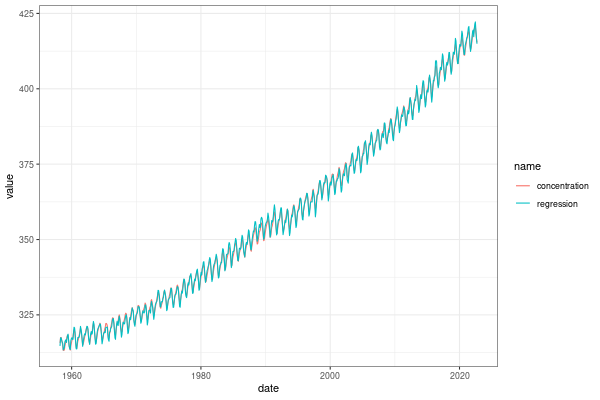 425
400
375
350
325
value
1960
1980
2000
2020
date
name
concentration
regression